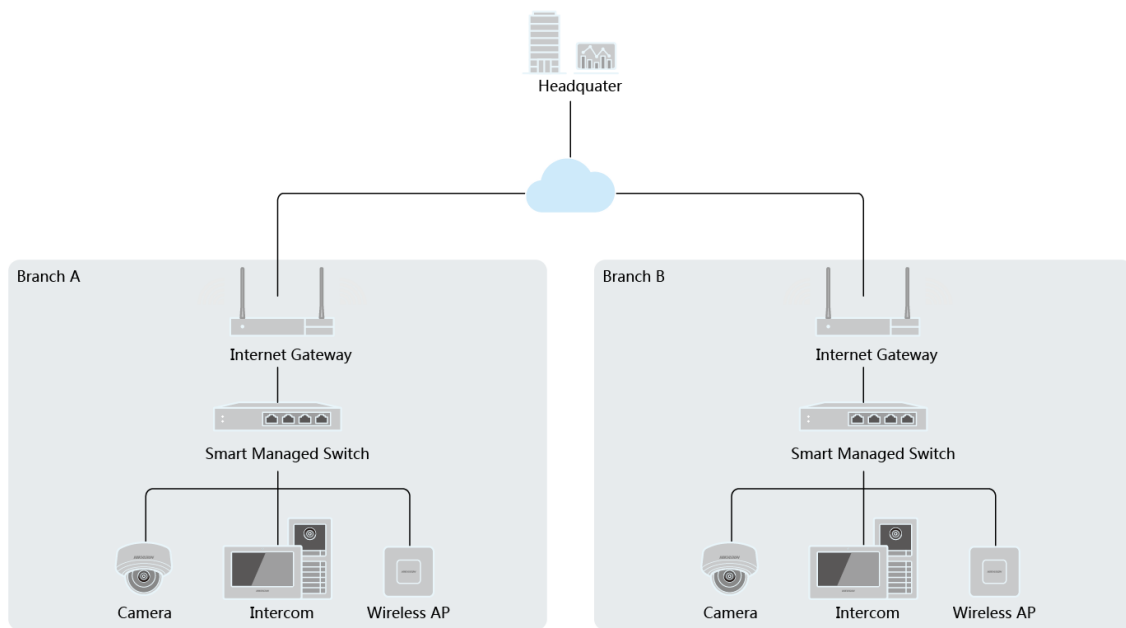 Headquater
Branch A
Branch B
Internet Gateway
Internet Gateway
Smart Managed Switch
Smart Managed Switch
Camera
Intercom
Wireless AP
Camera
Intercom
Wireless AP